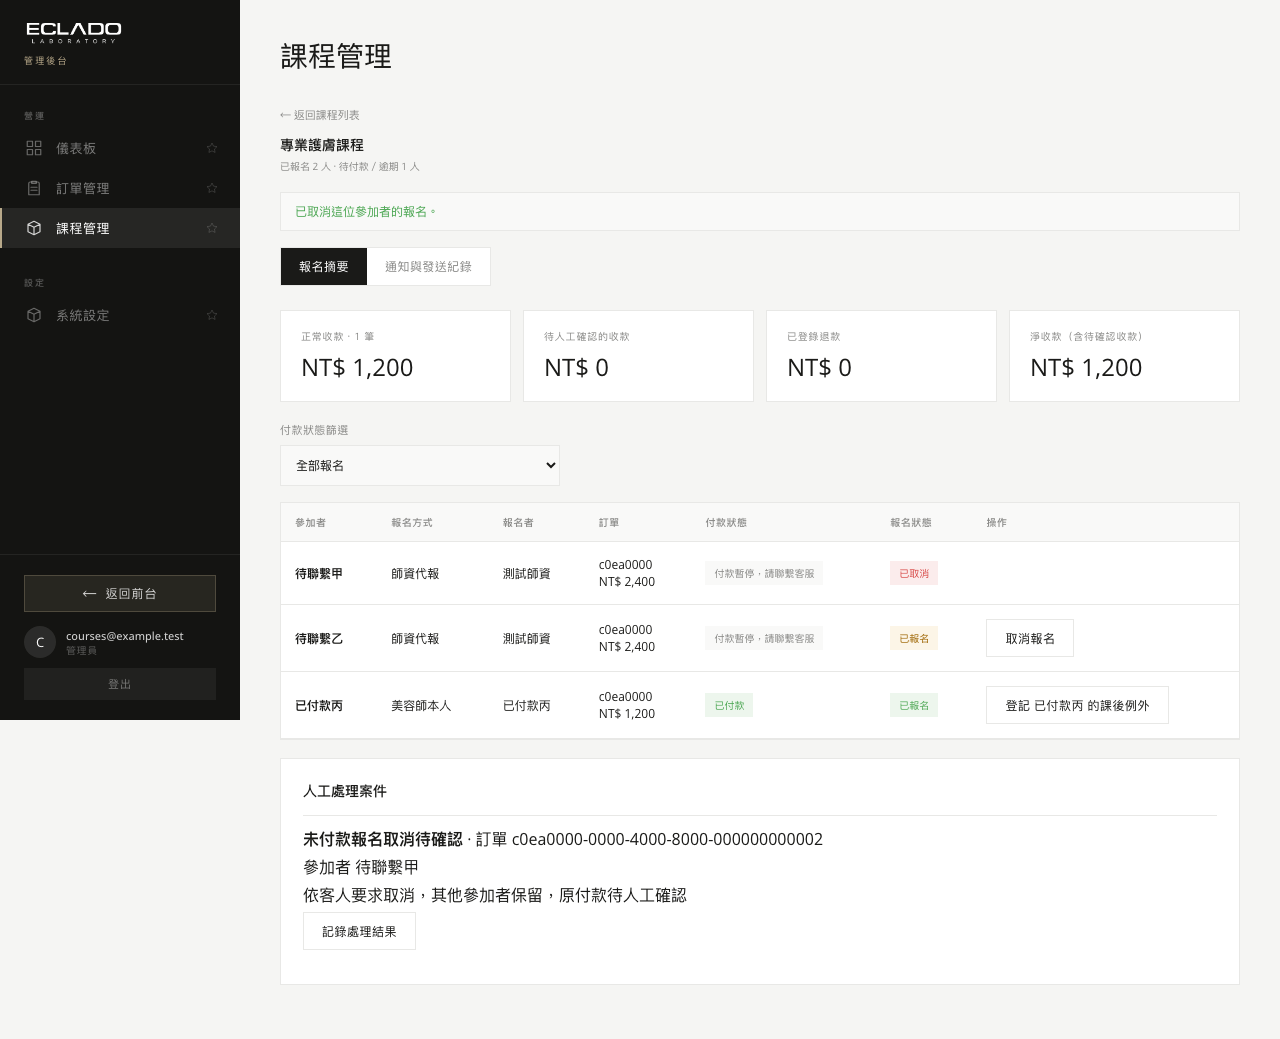 ECLADO
LABORATORY
管理後台
營運
儀表板
訂單管理
課程管理
設定
系統設定
← 返回前台
C
courses@example.test
管理員
登出
課程管理
← 返回課程列表
專業護膚課程
已報名 2 人 · 待付款 / 逾期 1 人
已取消這位參加者的報名。
報名摘要
通知與發送紀錄
正常收款 · 1 筆
NT$ 1,200
待人工確認的收款
NT$ 0
已登錄退款
NT$ 0
淨收款（含待確認收款）
NT$ 1,200
付款狀態篩選
全部報名
參加者 報名方式 報名者 訂單 付款狀態 報名狀態 操作
待聯繫甲 師資代報 測試師資 c0ea0000 付款暫停，請聯繫客服 已取消
NT$ 2,400
待聯繫乙 師資代報 測試師資 c0ea0000 付款暫停，請聯繫客服 已報名 取消報名
NT$ 2,400
已付款丙 美容師本人 已付款丙 c0ea0000 已付款 已報名 登記 已付款丙 的課後例外
NT$ 1,200
人工處理案件
未付款報名取消待確認 · 訂單 c0ea0000-0000-4000-8000-000000000002
參加者 待聯繫甲
依客人要求取消，其他參加者保留，原付款待人工確認
記錄處理結果